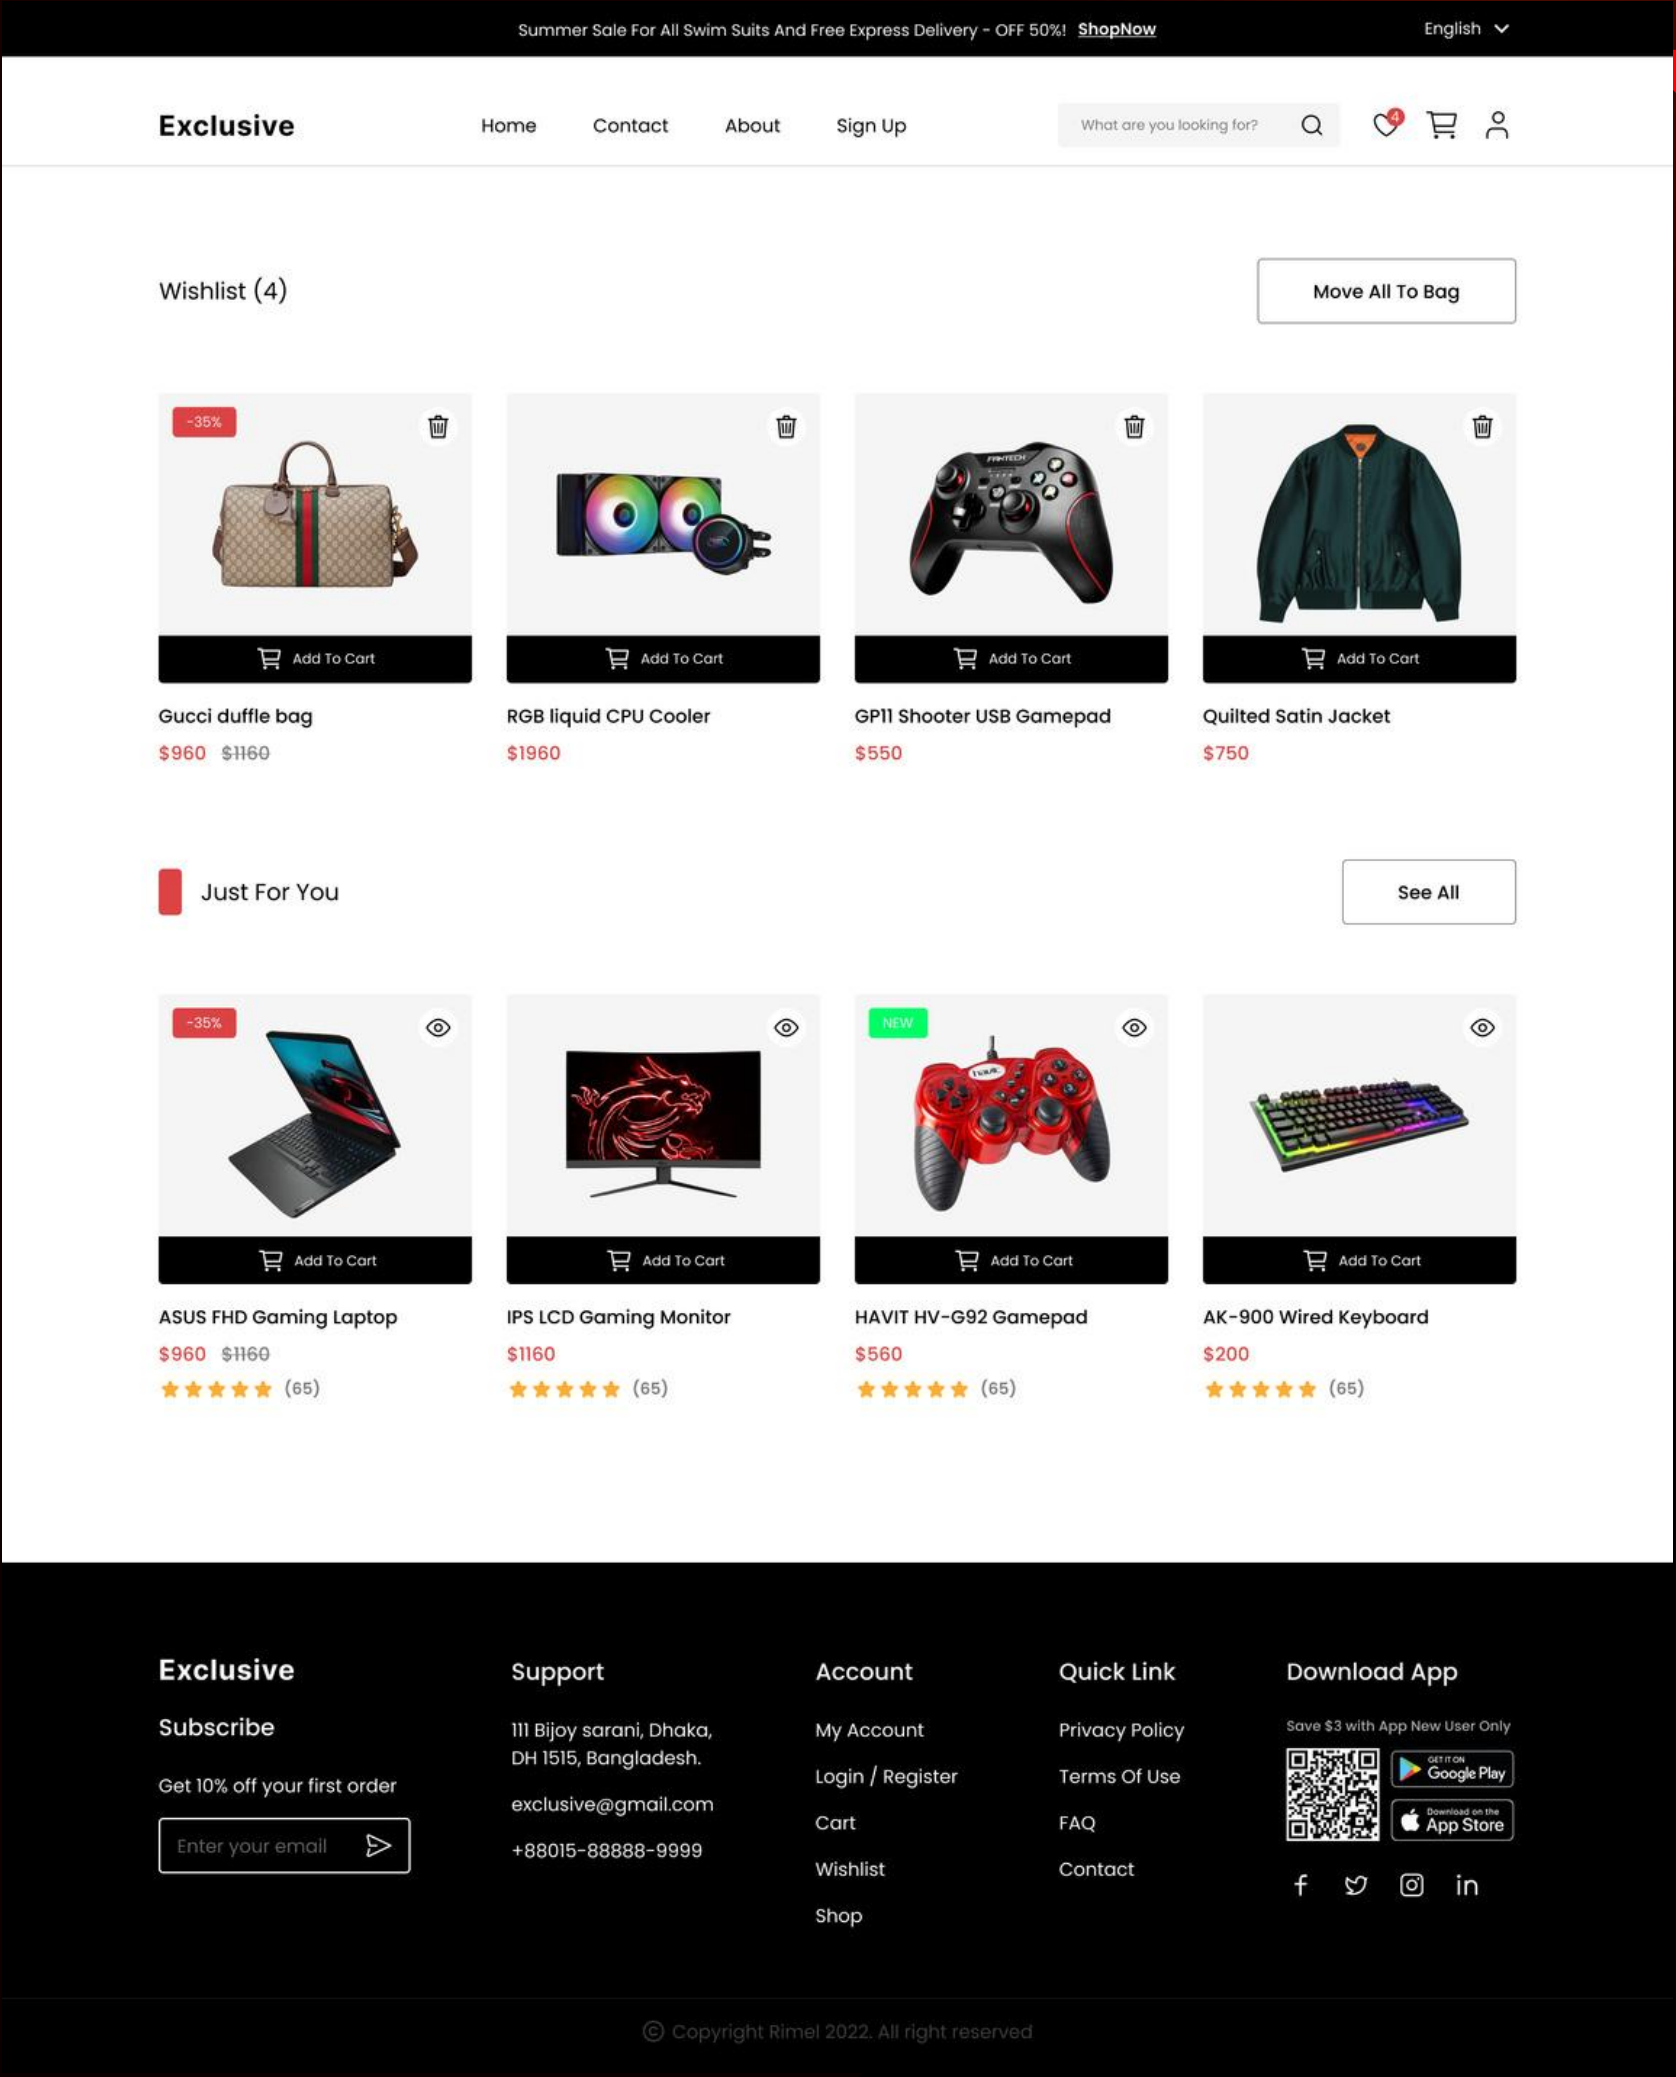 Summer Sale For All Swim Suits And Free Express Delivery - OFF 50%! ShopNow
English
Exclusive
Home
Contact
About
Sign Up
What are you looking for?
4
Wishlist (4)
Move All To Bag
-35%
FANTECH
Add To Cart
Add To Cart
Add To Cart
Add To Cart
Gucci duffle bag
RGB liquid CPU Cooler
GP11 Shooter USB Gamepad
Quilted Satin Jacket
$960 $1160
$1960
$550
$750
Just For You
See All
-35%
NEW
havit
Add To Cart
Add To Cart
Add To Cart
Add To Cart
ASUS FHD Gaming Laptop
IPS LCD Gaming Monitor
HAVIT HV-G92 Gamepad
AK-900 Wired Keyboard
$960 $1160
$1160
$560
$200
(65)
(65)
(65)
(65)
Exclusive
Subscribe
Get 10% off your first order
Enter your email
Support
111 Bijoy sarani, Dhaka,
DH 1515, Bangladesh.
exclusive@gmail.com
+88015-88888-9999
Account
My Account
Login / Register
Cart
Wishlist
Shop
Quick Link
Privacy Policy
Terms Of Use
FAQ
Contact
Download App
Save $3 with App New User Only
GET IT ON
Google Play
Download on the
App Store
© Copyright Rimel 2022. All right reserved